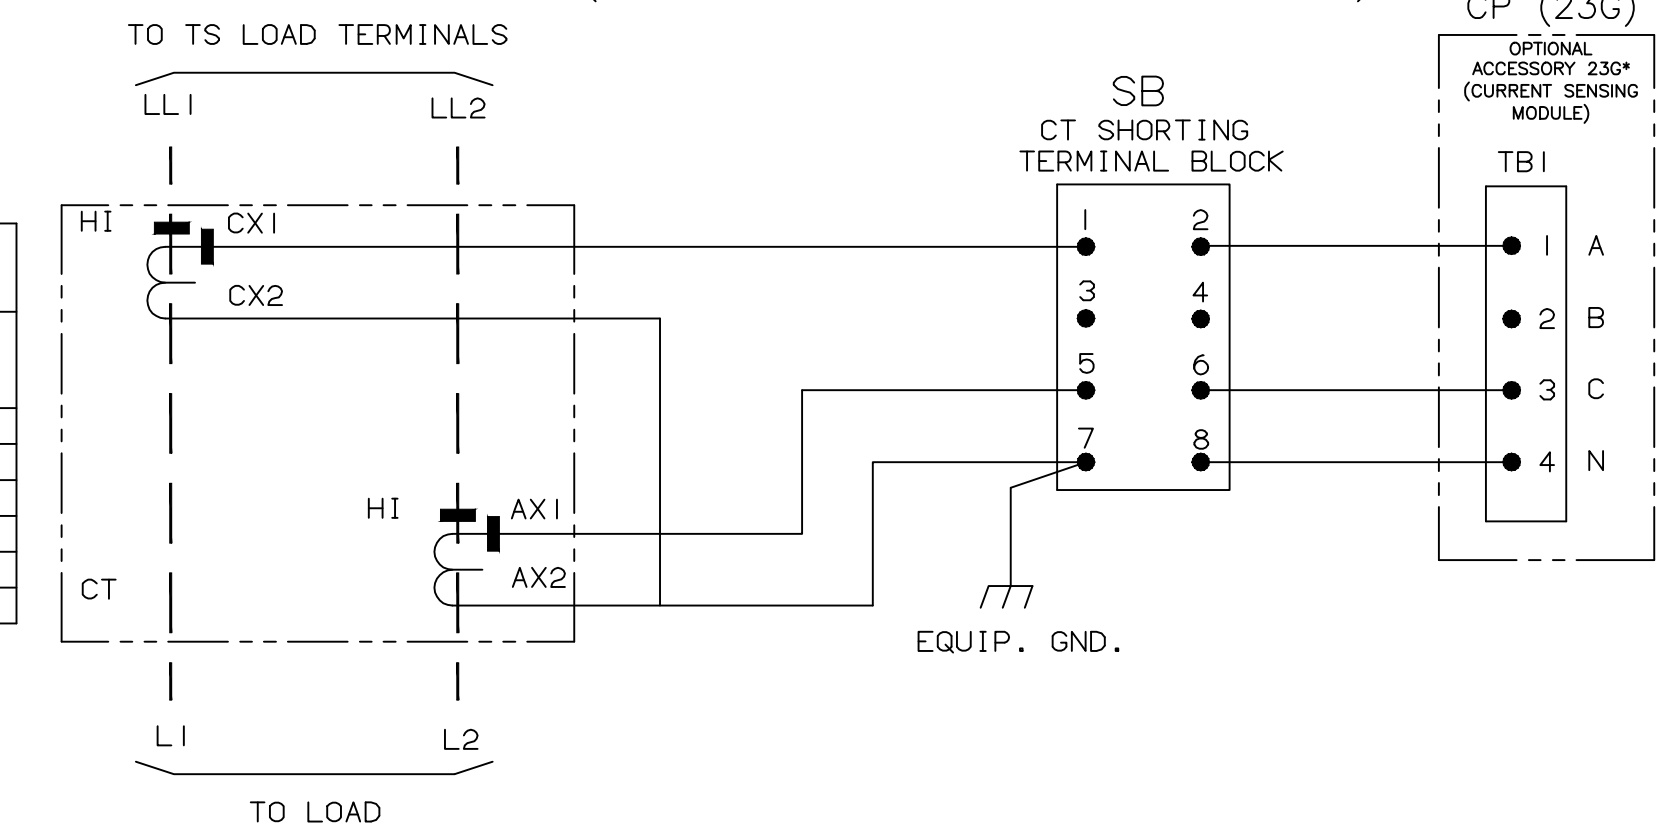 CP (23G)
TO TS LOAD TERMINALS
LL1
LL2
OPTIONAL
ACCESSORY 23G*
(CURRENT SENSING
MODULE)
TB1
SB
CT SHORTING
TERMINAL BLOCK
H1
CX1
CX2
1
2
3
4
5
6
7
8
1 A
2 B
3 C
4 N
H1
AX1
AX2
CT
EQUIP. GND.
L1
L2
TO LOAD